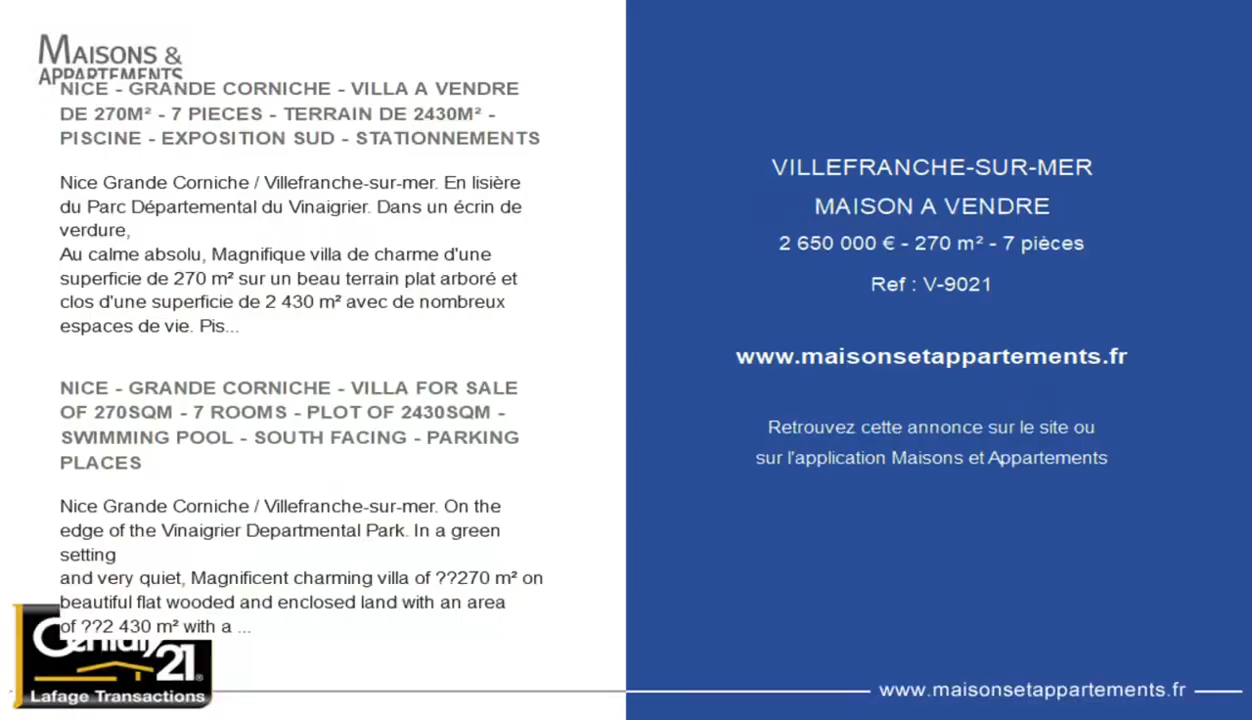 MAISONS &
APPARTEMENTS
NICE - GRANDE CORNICHE - VILLA A VENDRE
DE 270M² - 7 PIECES - TERRAIN DE 2430M² -
PISCINE - EXPOSITION SUD - STATIONNEMENTS
Nice Grande Corniche / Villefranche-sur-mer. En lisière
du Parc Départemental du Vinaigrier. Dans un écrin de
verdure,
Au calme absolu, Magnifique villa de charme d'une
superficie de 270 m² sur un beau terrain plat arboré et
clos d'une superficie de 2 430 m² avec de nombreux
espaces de vie. Pis...
NICE - GRANDE CORNICHE - VILLA FOR SALE
OF 270SQM - 7 ROOMS - PLOT OF 2430SQM -
SWIMMING POOL - SOUTH FACING - PARKING
PLACES
Nice Grande Corniche / Villefranche-sur-mer. On the
edge of the Vinaigrier Departmental Park. In a green
setting
and very quiet, Magnificent charming villa of ??270 m² on
beautiful flat wooded and enclosed land with an area
of ??2 430 m² with a ...
Century
21®
Lafage Transactions
VILLEFRANCHE-SUR-MER
MAISON A VENDRE
2 650 000 € - 270 m² - 7 pièces
Ref : V-9021
www.maisonsetappartements.fr
Retrouvez cette annonce sur le site ou
sur l'application Maisons et Appartements
www.maisonsetappartements.fr